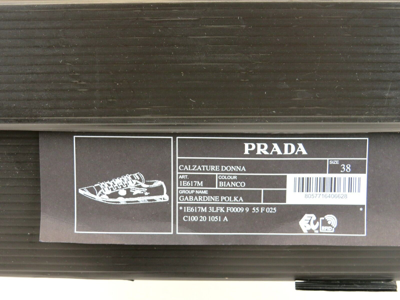 PRADA
CALZATURE DONNA
SIZE
38
ART.
COLOUR
1E617M
BIANCO
GROUP NAME
GABARDINE POLKA
*1E617M 3LFK F0009 9 55 F 025
C100 20 1051 A